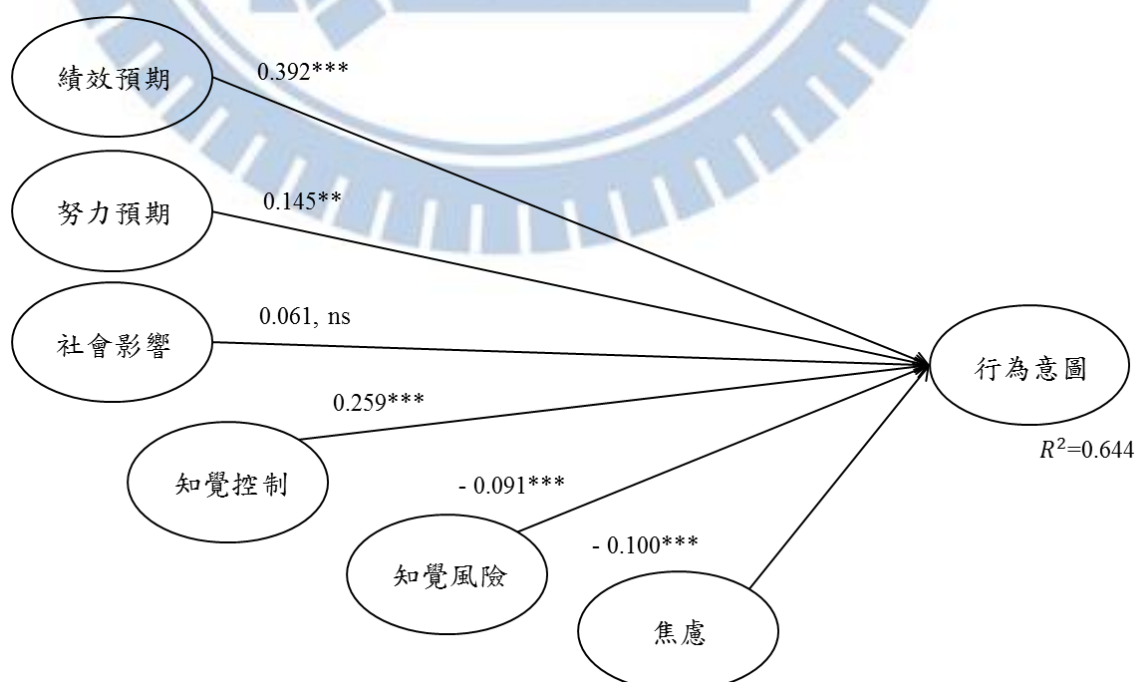 績效預期
0.392***
努力預期
0.145**
社會影響
0.061, ns
行為意圖
R²=0.644
知覺控制
0.259***
知覺風險
- 0.091***
焦慮
- 0.100***